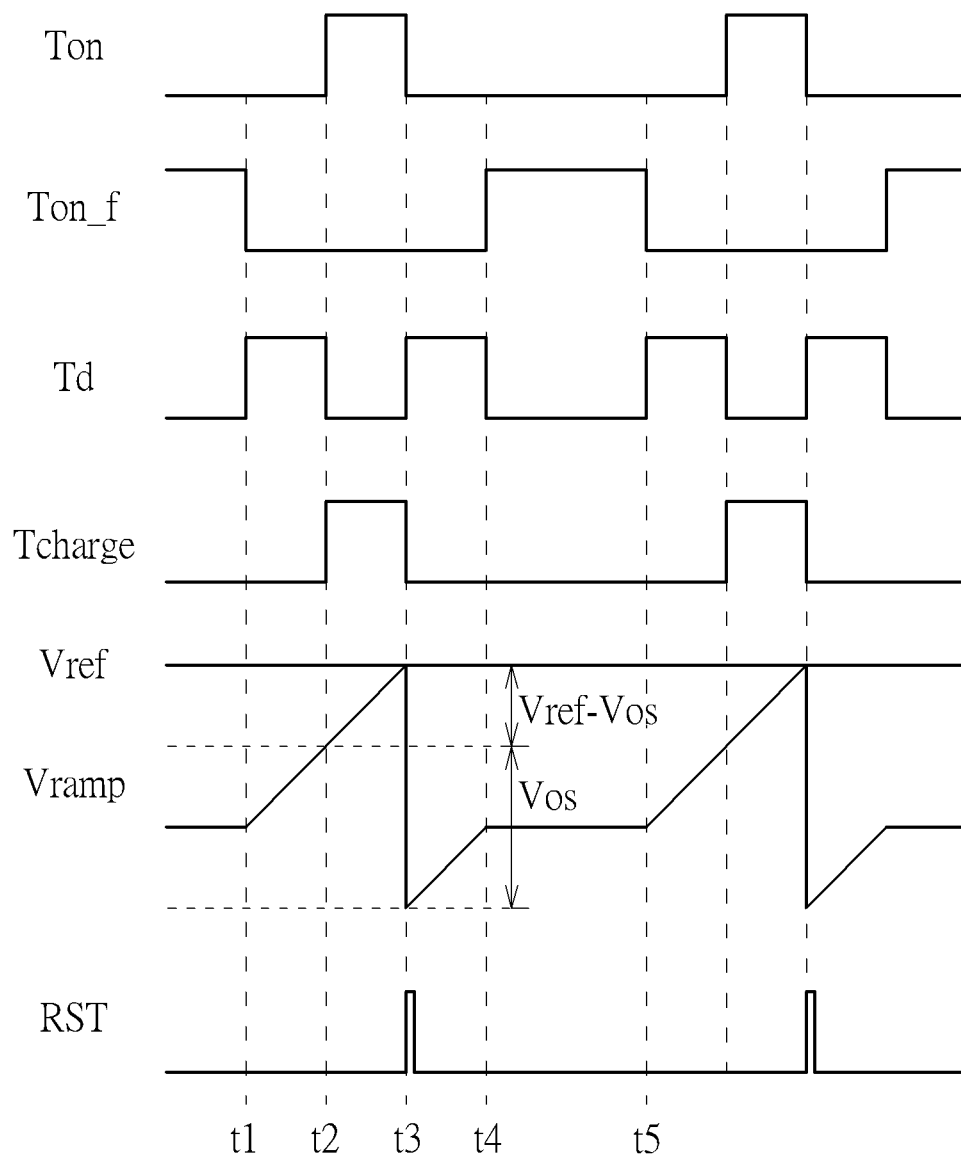 Ton
Ton_f
Td
Tcharge
Vref
Vref-Vos
Vramp
Vos
RST
t1 t2 t3 t4 t5